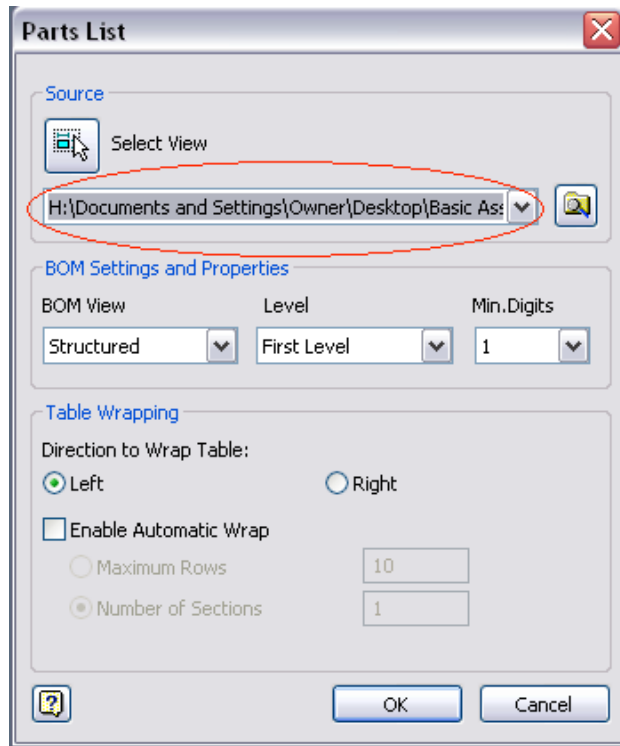 Parts List
Source
Select View
H:\Documents and Settings\Owner\Desktop\Basic Ass
BOM Settings and Properties
BOM View Level Min.Digits
Structured First Level 1
Table Wrapping
Direction to Wrap Table:
Left Right
Enable Automatic Wrap
Maximum Rows 10
Number of Sections 1
? OK Cancel